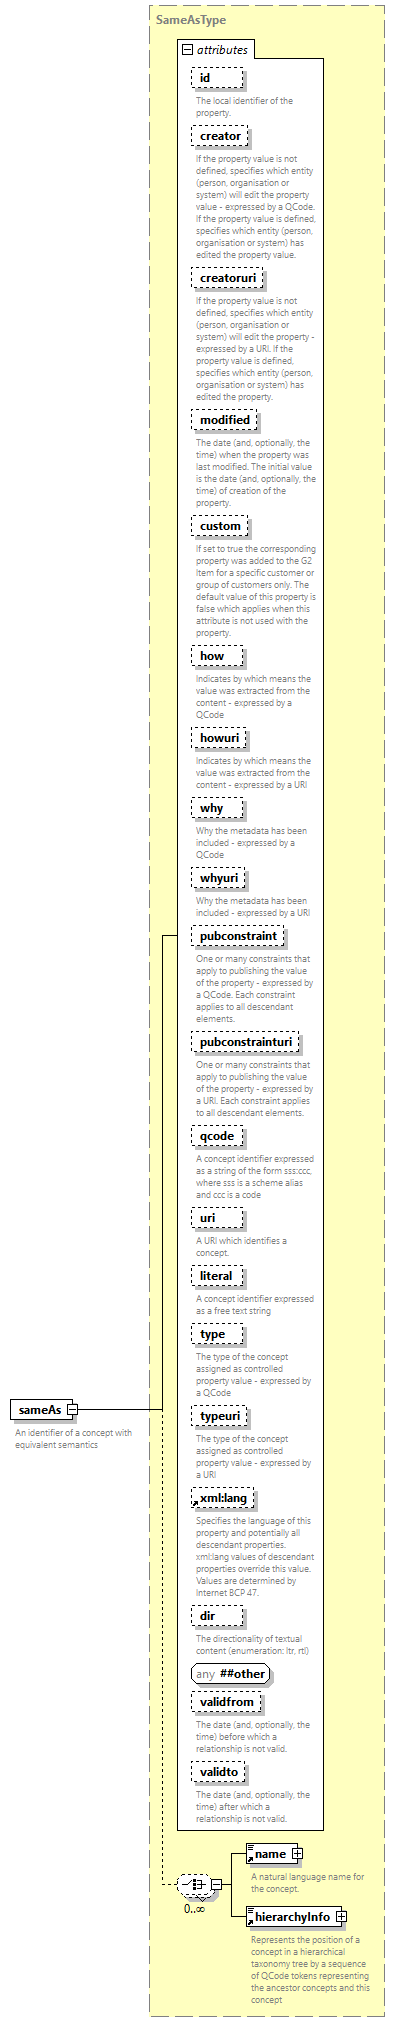 SameAsType
attributes
id
The local identifier of the
property.
creator
If the property value is not
defined, specifies which entity
(person, organisation or
system) will edit the property
value - expressed by a QCode.
If the property value is defined,
specifies which entity (person,
organisation or system) has
edited the property value.
creatoruri
If the property value is not
defined, specifies which entity
(person, organisation or
system) will edit the property -
expressed by a URI. If the
property value is defined,
specifies which entity (person,
organisation or system) has
edited the property.
modified
The date (and, optionally, the
time) when the property was
last modified. The initial value
is the date (and, optionally, the
time) of creation of the
property.
custom
If set to true the corresponding
property was added to the G2
Item for a specific customer or
group of customers only. The
default value of this property is
false which applies when this
attribute is not used with the
property.
how
Indicates by which means the
value was extracted from the
content - expressed by a
QCode
howuri
Indicates by which means the
value was extracted from the
content - expressed by a URI
why
Why the metadata has been
included - expressed by a
QCode
whyuri
Why the metadata has been
included - expressed by a URI
pubconstraint
One or many constraints that
apply to publishing the value
of the property - expressed by
a QCode. Each constraint
applies to all descendant
elements.
pubconstrainturi
One or many constraints that
apply to publishing the value
of the property - expressed by
a URI. Each constraint applies
to all descendant elements.
qcode
A concept identifier expressed
as a string of the form sss:ccc,
where sss is a scheme alias
and ccc is a code
uri
A URI which identifies a
concept.
literal
A concept identifier expressed
as a free text string
type
The type of the concept
assigned as controlled
property value - expressed by
a QCode
typeuri
The type of the concept
assigned as controlled
property value - expressed by
a URI
sameAs
An identifier of a concept with
equivalent semantics
xml:lang
Specifies the language of this
property and potentially all
descendant properties.
xml:lang values of descendant
properties override this value.
Values are determined by
Internet BCP 47.
dir
The directionality of textual
content (enumeration: ltr, rtl)
any ##other
validfrom
The date (and, optionally, the
time) before which a
relationship is not valid.
validto
The date (and, optionally, the
time) after which a
relationship is not valid.
0..∞
name
A natural language name for
the concept.
hierarchyInfo
Represents the position of a
concept in a hierarchical
taxonomy tree by a sequence
of QCode tokens representing
the ancestor concepts and this
concept